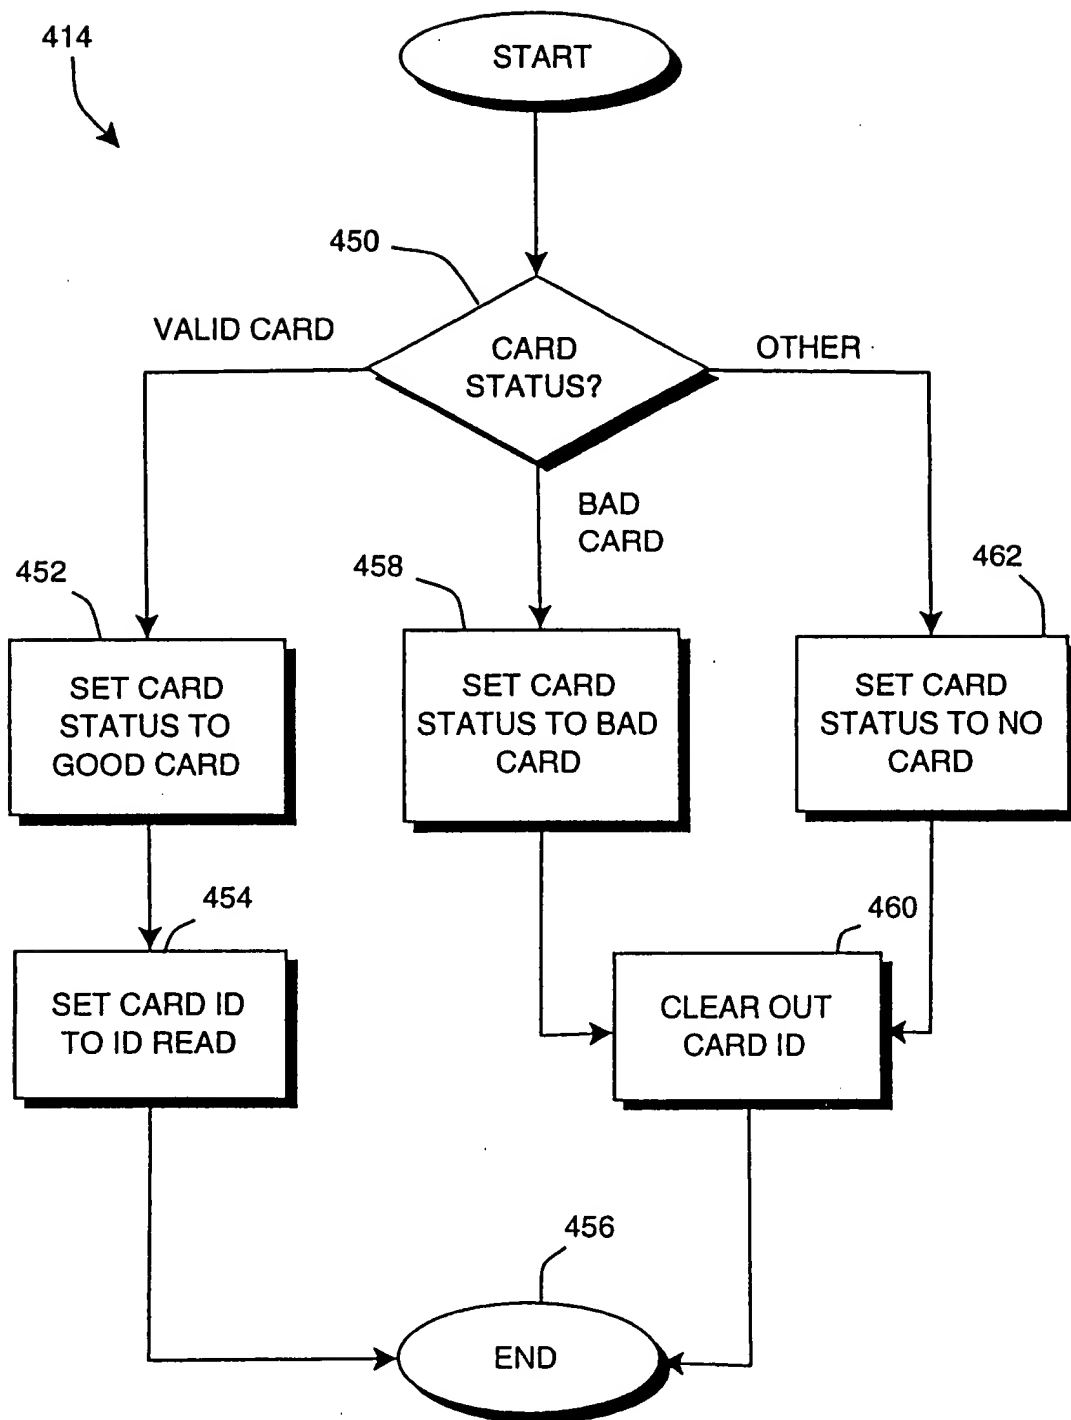 414
START
450
VALID CARD
CARD
STATUS?
OTHER
BAD
CARD
452
458
462
SET CARD
STATUS TO
GOOD CARD
SET CARD
STATUS TO BAD
CARD
SET CARD
STATUS TO NO
CARD
454
460
SET CARD ID
TO ID READ
CLEAR OUT
CARD ID
456
END